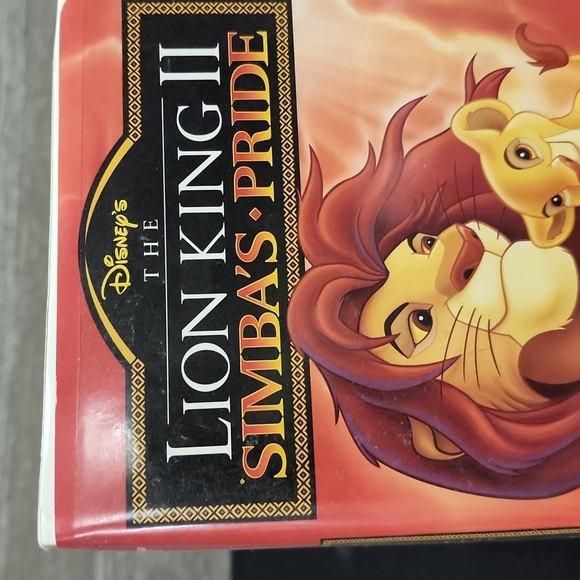 Disney's
THE
LION KING II
SIMBA'S · PRIDE